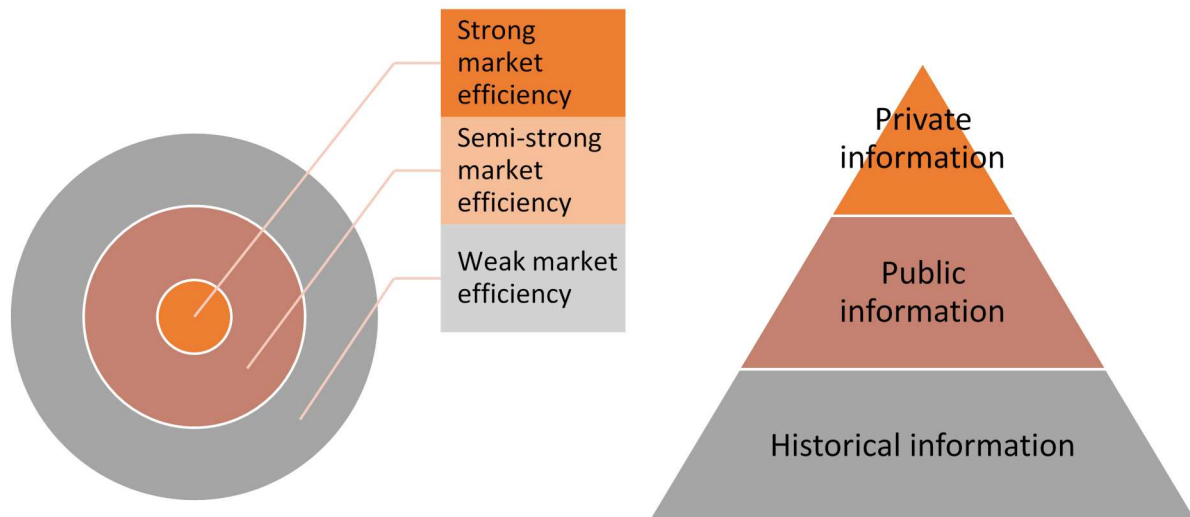 Strong
market
efficiency
Semi-strong
market
efficiency
Weak market
efficiency
Private
information
Public
information
Historical information